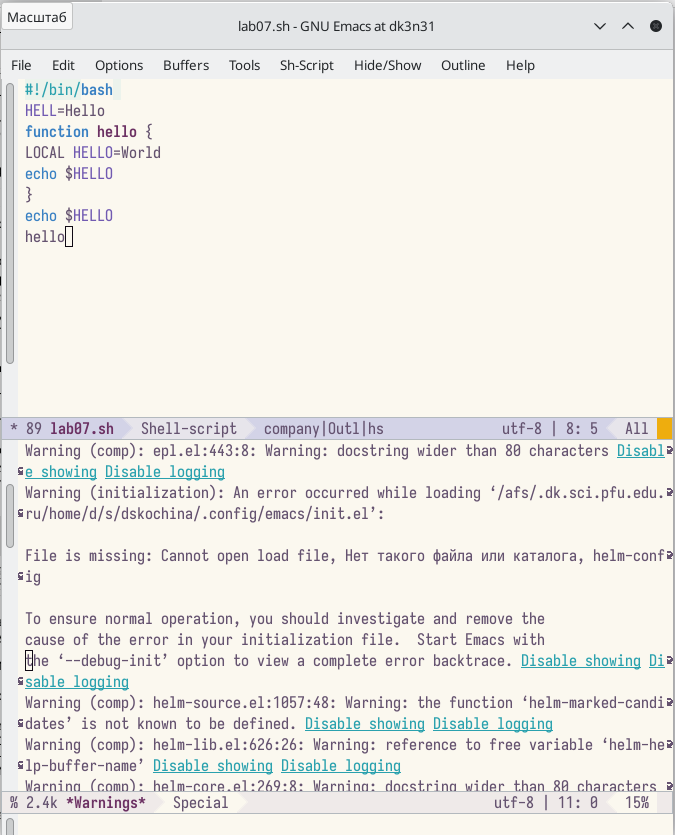 Масштаб
lab07.sh - GNU Emacs at dk3n31
File Edit Options Buffers Tools Sh-Script Hide/Show Outline Help
#!/bin/bash
HELL=Hello
function hello {
LOCAL HELLO=World
echo $HELLO
}
echo $HELLO
hello
* 89 lab07.sh Shell-script company|Outl|hs utf-8 | 8: 5 All
Warning (comp): epl.el:443:8: Warning: docstring wider than 80 characters Disabl
e showing Disable logging
Warning (initialization): An error occurred while loading ‘/afs/.dk.sci.pfu.edu.
ru/home/d/s/dskochina/.config/emacs/init.el’:
File is missing: Cannot open load file, Нет такого файла или каталога, helm-conf
ig
To ensure normal operation, you should investigate and remove the
cause of the error in your initialization file.  Start Emacs with
the ‘--debug-init’ option to view a complete error backtrace. Disable showing Di
sable logging
Warning (comp): helm-source.el:1057:48: Warning: the function ‘helm-marked-candi
dates’ is not known to be defined. Disable showing Disable logging
Warning (comp): helm-lib.el:626:26: Warning: reference to free variable ‘helm-he
lp-buffer-name’ Disable showing Disable logging
Warning (comp): helm-core.el:269:8: Warning: docstring wider than 80 characters
% 2.4k *Warnings* Special utf-8 | 11: 0 15%